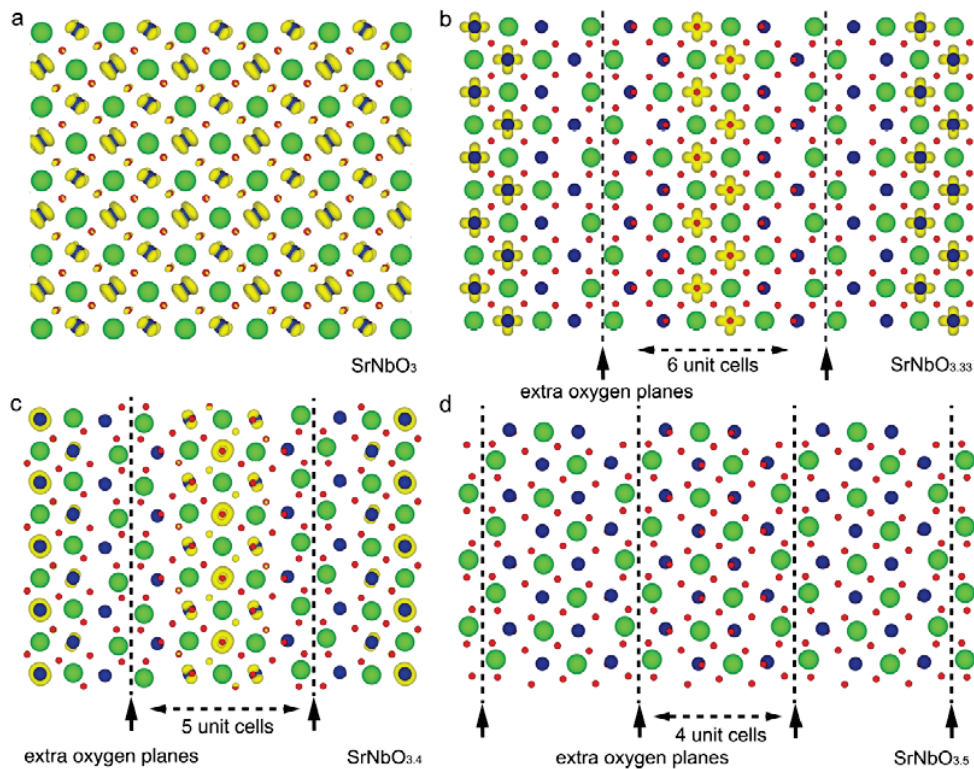 a
SrNbO3
b
6 unit cells
SrNbO3.33
extra oxygen planes
c
5 unit cells
extra oxygen planes
SrNbO3.4
d
4 unit cells
extra oxygen planes
SrNbO3.5